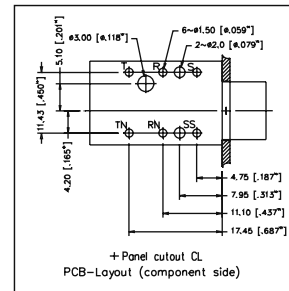 ø3.00 [ø.118"]
6-ø1.50 [ø.059"]
2-ø2.0 [ø.079"]
5.10 [.201"]
11.43 [.450"]
4.20 [.165"]
T R S
TN RN SS
4.75 [.187"]
7.95 [.313"]
11.10 [.437"]
17.45 [.687"]
+ Panel cutout CL
PCB-Layout (component side)